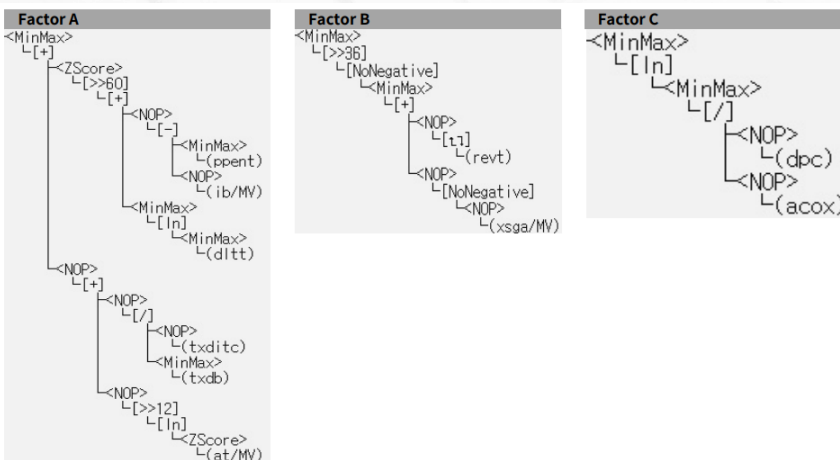 Factor A
<MinMax>
[+]
<ZScore>
[>>60]
[+]
<NOP>
[-]
<MinMax>
(ppent)
<NOP>
(ib/MV)
<MinMax>
[ln]
<MinMax>
(dltt)
<NOP>
[+]
<NOP>
[/]
<NOP>
(txditc)
<MinMax>
(txdb)
<NOP>
[>>12]
[ln]
<ZScore>
(at/MV)
Factor B
<MinMax>
[>>36]
[NoNegative]
<MinMax>
[+]
<NOP>
(revt)
<NOP>
[NoNegative]
<NOP>
(xsga/MV)
Factor C
<MinMax>
[ln]
<MinMax>
[/]
<NOP>
(dpc)
<NOP>
(acox)